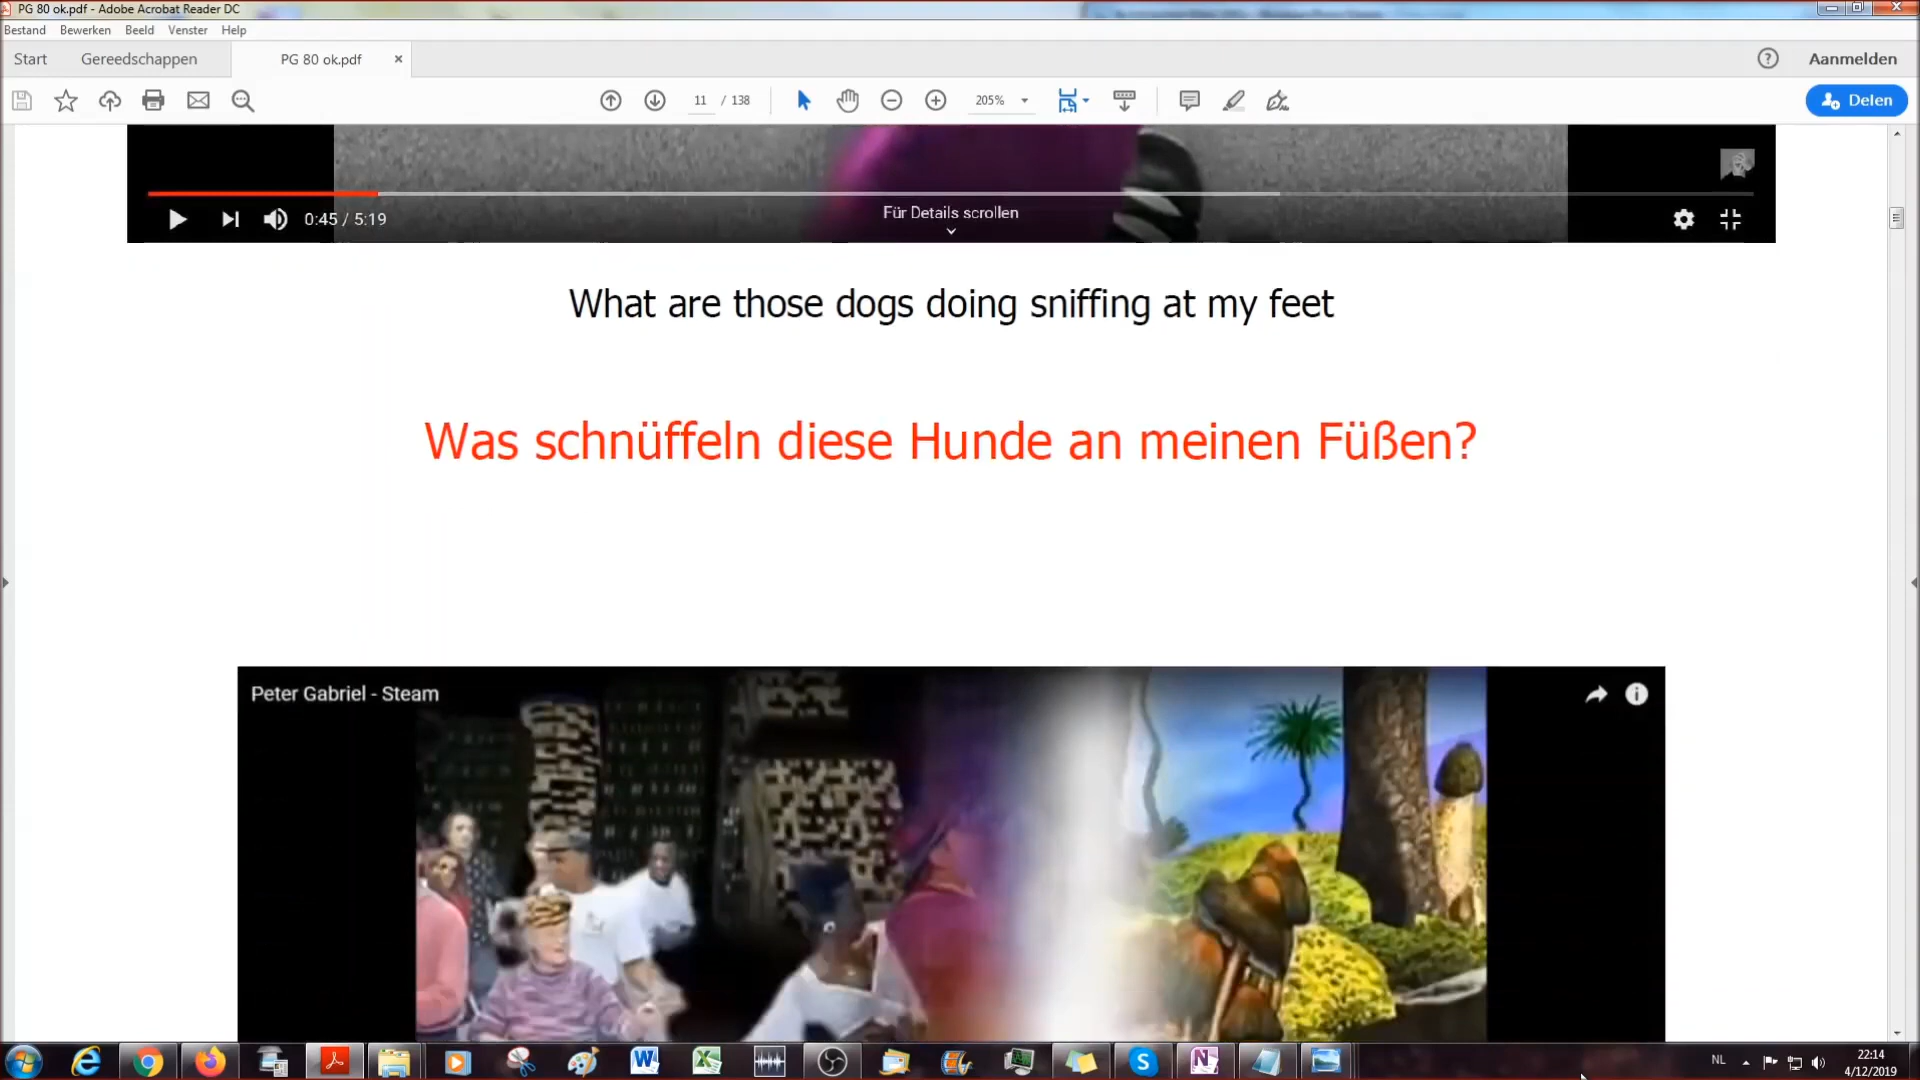 PG 80 ok.pdf - Adobe Acrobat Reader DC
Bestand Bewerken Beeld Venster Help
Start Gereedschappen PG 80 ok.pdf Aanmelden
11 / 138 205% Delen
0:45 / 5:19 Für Details scrollen
What are those dogs doing sniffing at my feet
Was schnüffeln diese Hunde an meinen Füßen?
Peter Gabriel - Steam
NL 22:14
4/12/2019